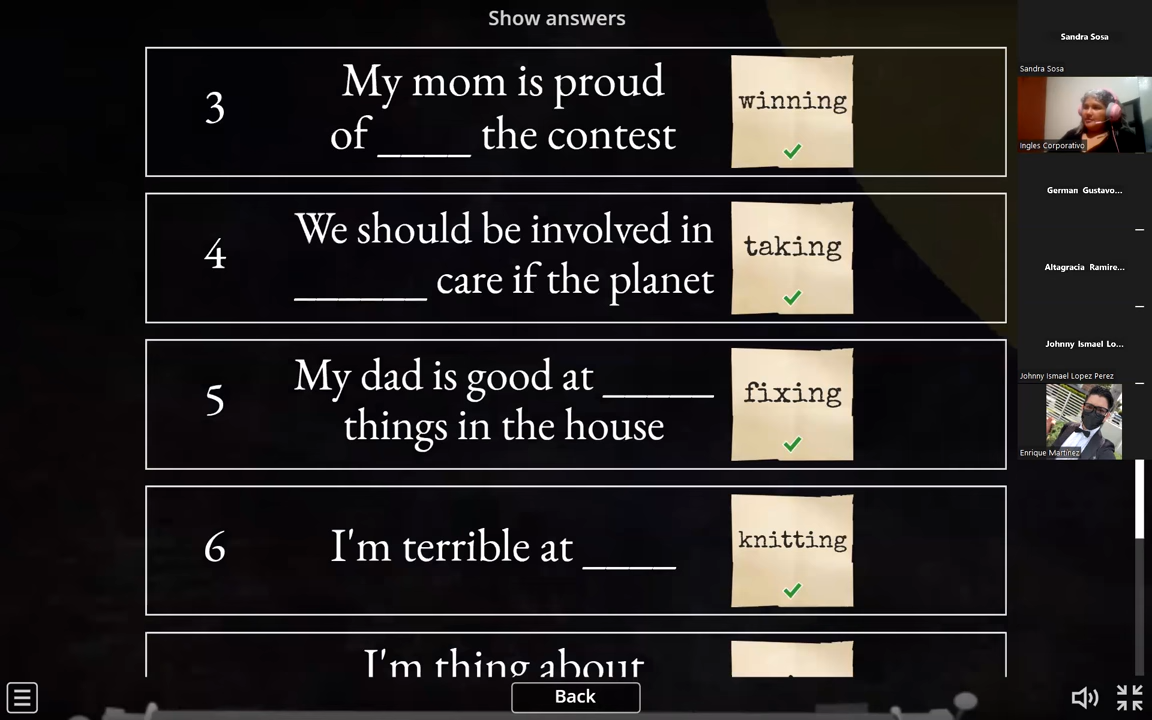 Show answers
3
My mom is proud
of ____ the contest
winning
4
We should be involved in
______ care if the planet
taking
5
My dad is good at _____
things in the house
fixing
6
I'm terrible at ____
knitting
I'm thing about
Back
Sandra Sosa
Sandra Sosa
Ingles Corporativo
German Gustavo...
Altagracia Ramire...
Johnny Ismael Lo...
Johnny Ismael Lopez Perez
Enrique Martinez